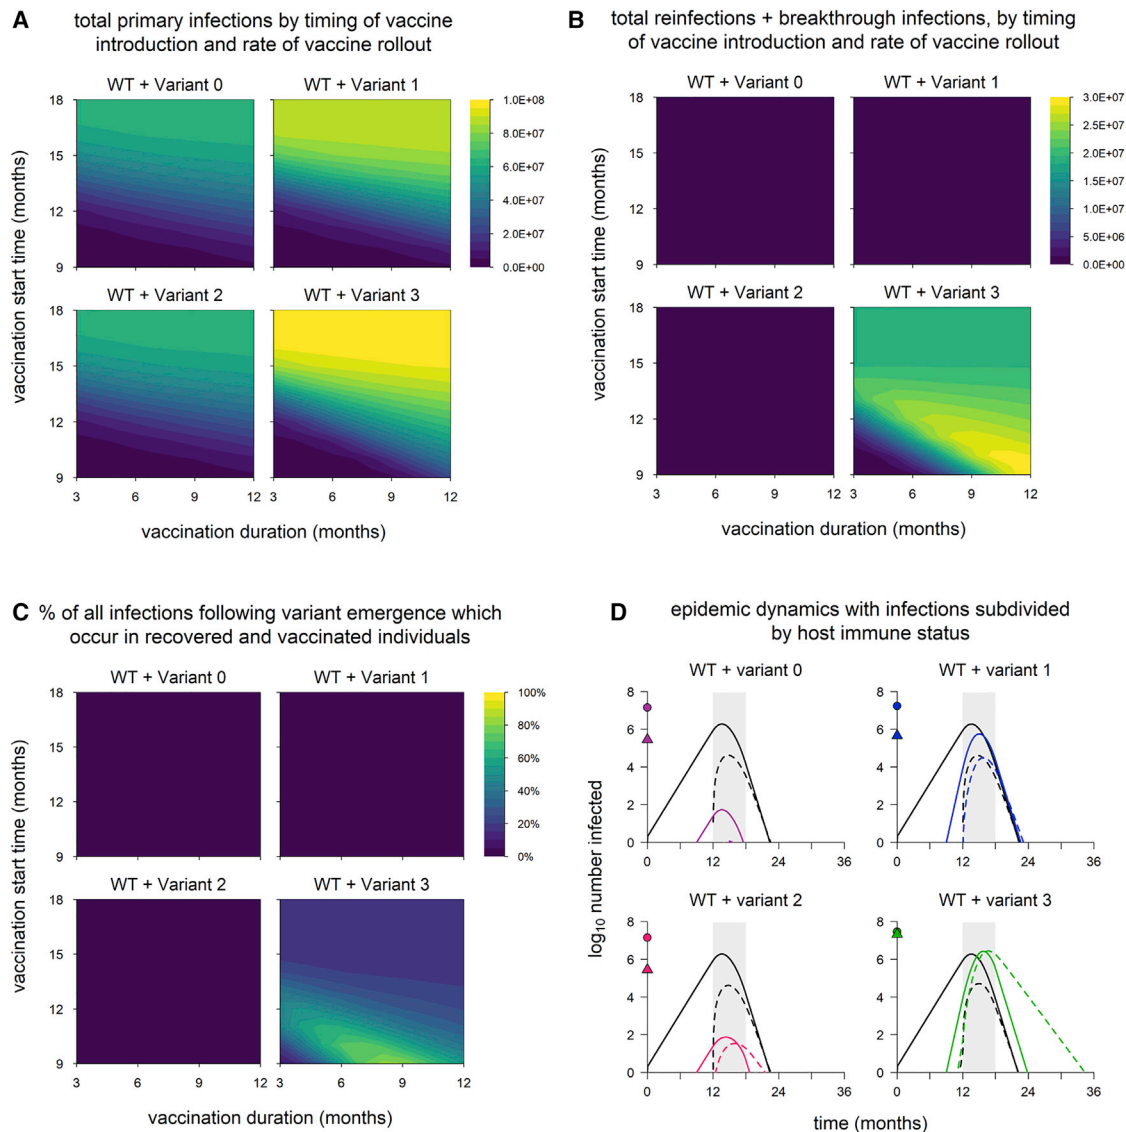 A
total primary infections by timing of vaccine
introduction and rate of vaccine rollout
WT + Variant 0
WT + Variant 1
18
15
12
9
1.0E+08
8.0E+07
6.0E+07
4.0E+07
2.0E+07
0.0E+00
WT + Variant 2
WT + Variant 3
18
15
12
9
3 6 9 12
3 6 9 12
vaccination start time (months)
vaccination duration (months)
B
total reinfections + breakthrough infections, by timing
of vaccine introduction and rate of vaccine rollout
WT + Variant 0
WT + Variant 1
18
15
12
9
3.0E+07
2.5E+07
2.0E+07
1.5E+07
1.0E+07
5.0E+06
0.0E+00
WT + Variant 2
WT + Variant 3
18
15
12
9
3 6 9 12
3 6 9 12
vaccination start time (months)
vaccination duration (months)
C
% of all infections following variant emergence which
occur in recovered and vaccinated individuals
WT + Variant 0
WT + Variant 1
18
15
12
9
100%
80%
60%
40%
20%
0%
WT + Variant 2
WT + Variant 3
18
15
12
9
3 6 9 12
3 6 9 12
vaccination start time (months)
vaccination duration (months)
D
epidemic dynamics with infections subdivided
by host immune status
WT + variant 0
WT + variant 1
8
6
4
2
0
0 12 24 36
8
6
4
2
0
0 12 24 36
WT + variant 2
WT + variant 3
8
6
4
2
0
0 12 24 36
8
6
4
2
0
0 12 24 36
log10 number infected
time (months)